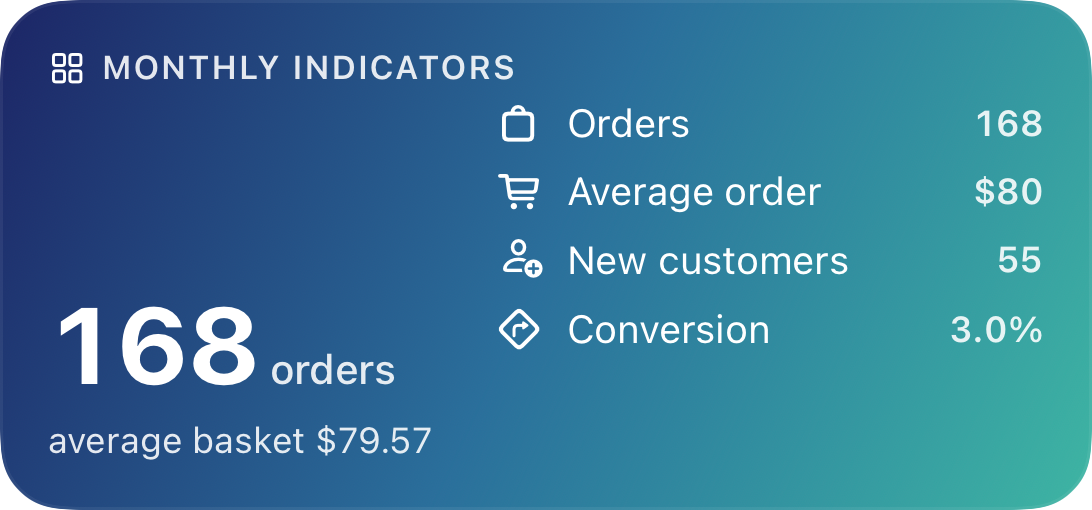 MONTHLY INDICATORS
Orders 168
Average order $80
New customers 55
Conversion 3.0%
168 orders
average basket $79.57